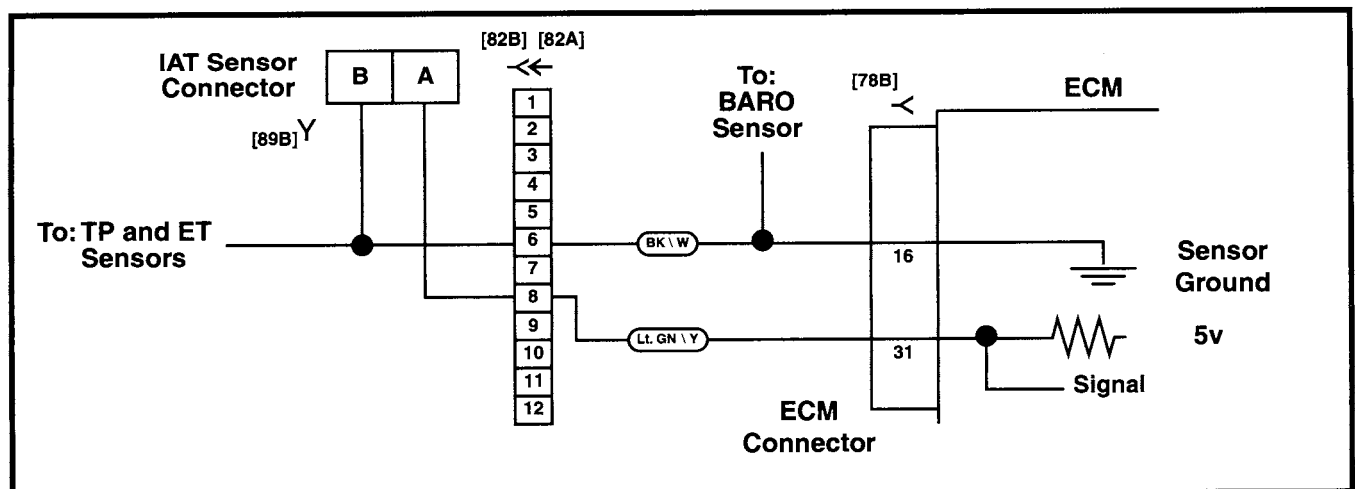 IAT Sensor
Connector
B A
[89B]
[82B] [82A]
1
2
3
4
5
6
7
8
9
10
11
12
To: TP and ET
Sensors
BK \ W
Lt. GN \ Y
To:
BARO
Sensor
[78B]
ECM
16
31
Sensor
Ground
5v
Signal
ECM
Connector